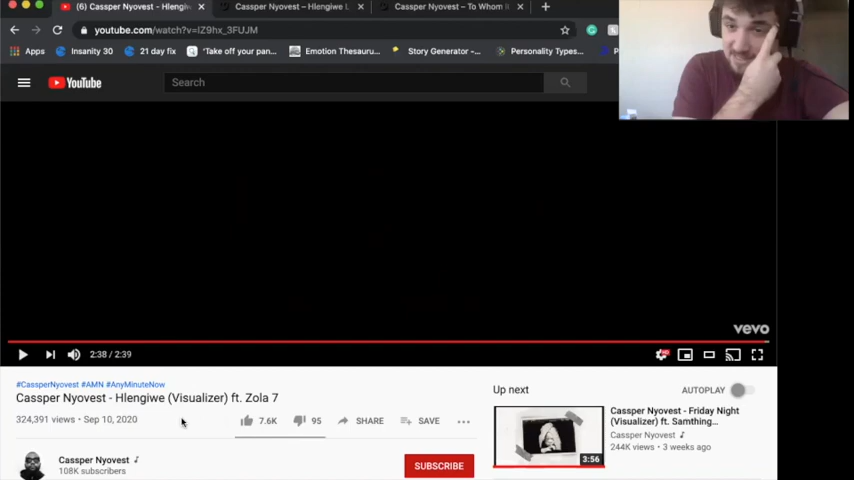 (6) Cassper Nyovest - Hlengiw
Cassper Nyovest – Hlengiwe L
Cassper Nyovest – To Whom It
youtube.com/watch?v=lZ9hx_3FUJM
Apps
Insanity 30
21 day fix
'Take off your pan...
Emotion Thesauru...
Story Generator -...
Personality Types...
YouTube
Search
vevo
2:38 / 2:39
HD
#CassperNyovest #AMN #AnyMinuteNow
Cassper Nyovest - Hlengiwe (Visualizer) ft. Zola 7
324,391 views • Sep 10, 2020
7.6K
95
SHARE
SAVE
Cassper Nyovest
108K subscribers
SUBSCRIBE
Up next
AUTOPLAY
Cassper Nyovest - Friday Night
(Visualizer) ft. Samthing...
Cassper Nyovest
244K views • 3 weeks ago
3:56